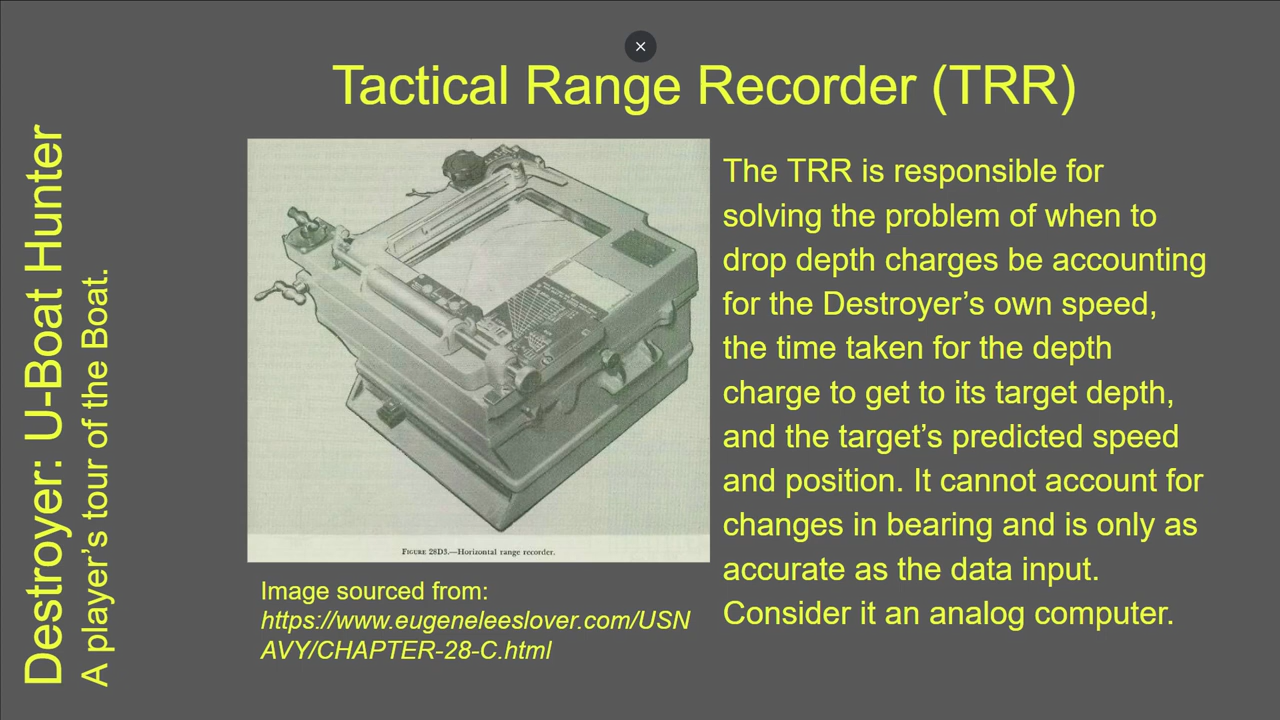 Tactical Range Recorder (TRR)
Destroyer: U-Boat Hunter
A player's tour of the Boat.
The TRR is responsible for
solving the problem of when to
drop depth charges be accounting
for the Destroyer's own speed,
the time taken for the depth
charge to get to its target depth,
and the target's predicted speed
and position. It cannot account for
changes in bearing and is only as
accurate as the data input.
Consider it an analog computer.
FIGURE 28D3.—Horizontal range recorder.
Image sourced from:
https://www.eugeneleeslover.com/USN
AVY/CHAPTER-28-C.html